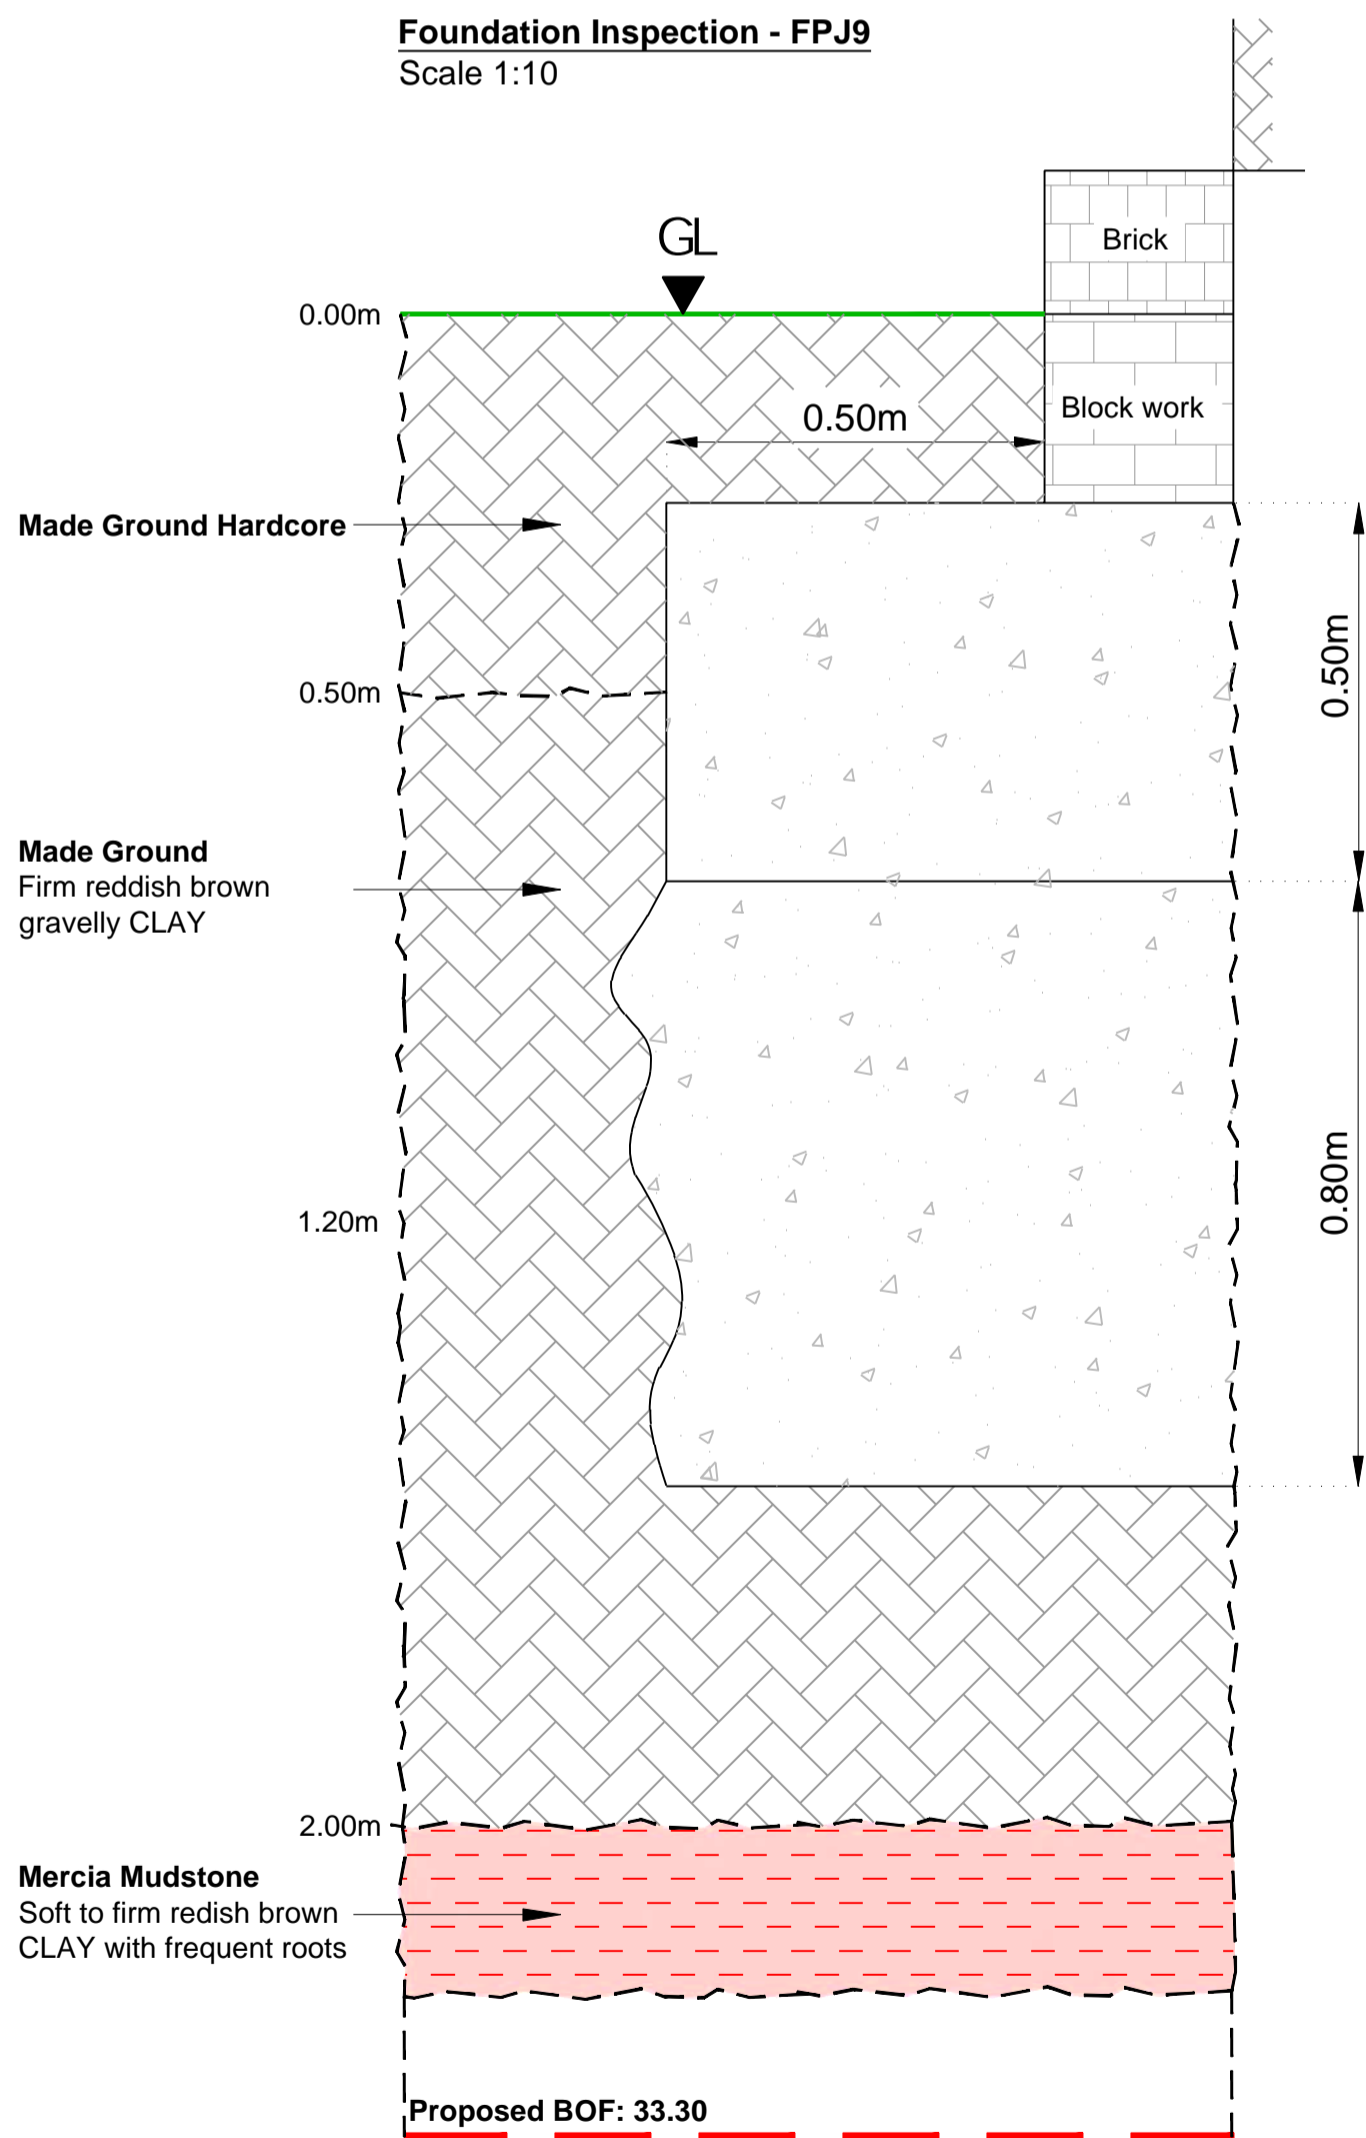 Foundation Inspection - FPJ9
Scale 1:10
Brick
GL
0.00m
Block work
0.50m
Made Ground Hardcore
0.50m
0.50m
Made Ground
Firm reddish brown
gravelly CLAY
0.80m
1.20m
2.00m
Mercia Mudstone
Soft to firm redish brown
CLAY with frequent roots
Proposed BOF: 33.30